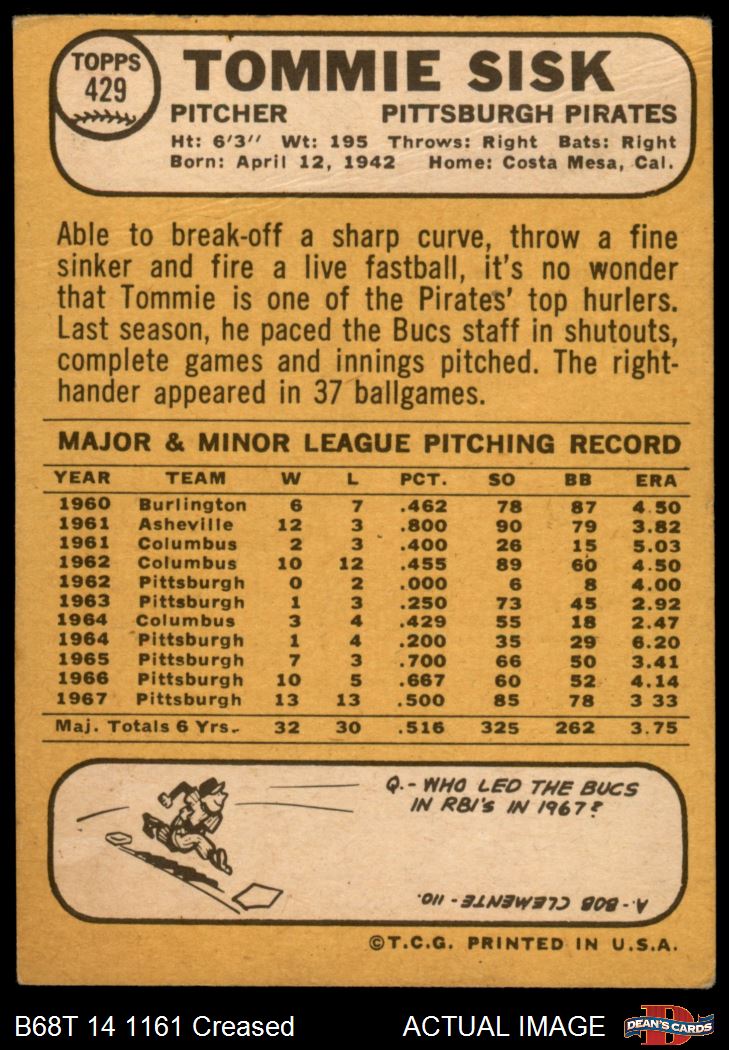 TOPPS
429
TOMMIE SISK
PITCHER PITTSBURGH PIRATES
Ht: 6'3" Wt: 195 Throws: Right Bats: Right
Born: April 12, 1942 Home: Costa Mesa, Cal.
Able to break-off a sharp curve, throw a fine
sinker and fire a live fastball, it's no wonder
that Tommie is one of the Pirates' top hurlers.
Last season, he paced the Bucs staff in shutouts,
complete games and innings pitched. The right-
hander appeared in 37 ballgames.
MAJOR & MINOR LEAGUE PITCHING RECORD
YEAR TEAM W L PCT. SO BB ERA
1960 Burlington 6 7 .462 78 87 4.50
1961 Asheville 12 3 .800 90 79 3.82
1961 Columbus 2 3 .400 26 15 5.03
1962 Columbus 10 12 .455 89 60 4.50
1962 Pittsburgh 0 2 .000 6 8 4.00
1963 Pittsburgh 1 3 .250 73 45 2.92
1964 Columbus 3 4 .429 55 18 2.47
1964 Pittsburgh 1 4 .200 35 29 6.20
1965 Pittsburgh 7 3 .700 66 50 3.41
1966 Pittsburgh 10 5 .667 60 52 4.14
1967 Pittsburgh 13 13 .500 85 78 3 33
Maj. Totals 6 Yrs. 32 30 .516 325 262 3.75
Q.- WHO LED THE BUCS
IN RBI'S IN 1967?
A.- BOB CLEMENTE - 110.
©T.C.G. PRINTED IN U.S.A.
B68T 14 1161 Creased ACTUAL IMAGE
DEAN'S CARDS